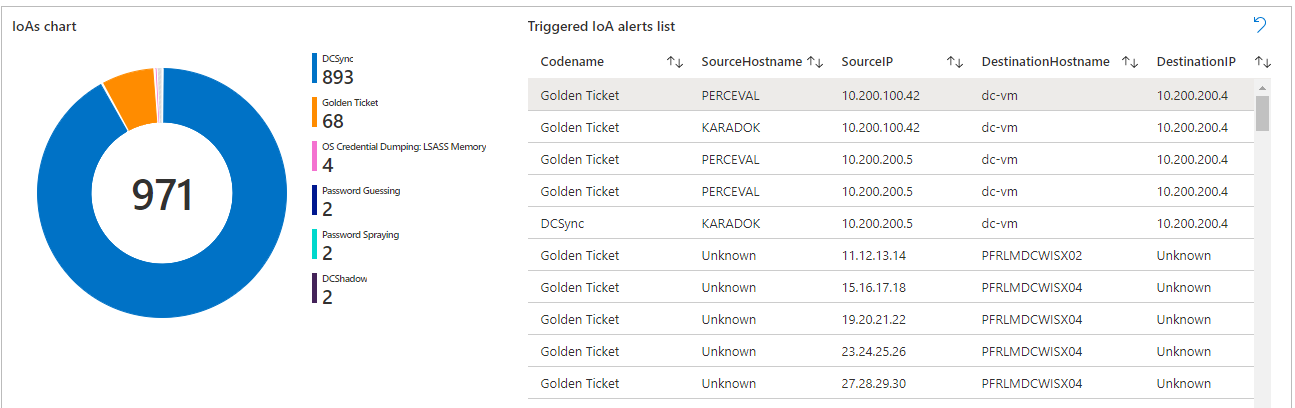 IoAs chart
971
DCSync
893
Golden Ticket
68
OS Credential Dumping: LSASS Memory
4
Password Guessing
2
Password Spraying
2
DCShadow
2
Triggered IoA alerts list
Codename SourceHostname SourceIP DestinationHostname DestinationIP
Golden Ticket PERCEVAL 10.200.100.42 dc-vm 10.200.200.4
Golden Ticket KARADOK 10.200.100.42 dc-vm 10.200.200.4
Golden Ticket PERCEVAL 10.200.200.5 dc-vm 10.200.200.4
Golden Ticket PERCEVAL 10.200.200.5 dc-vm 10.200.200.4
DCSync KARADOK 10.200.200.5 dc-vm 10.200.200.4
Golden Ticket Unknown 11.12.13.14 PFRLMDCWISX02 Unknown
Golden Ticket Unknown 15.16.17.18 PFRLMDCWISX04 Unknown
Golden Ticket Unknown 19.20.21.22 PFRLMDCWISX04 Unknown
Golden Ticket Unknown 23.24.25.26 PFRLMDCWISX04 Unknown
Golden Ticket Unknown 27.28.29.30 PFRLMDCWISX04 Unknown